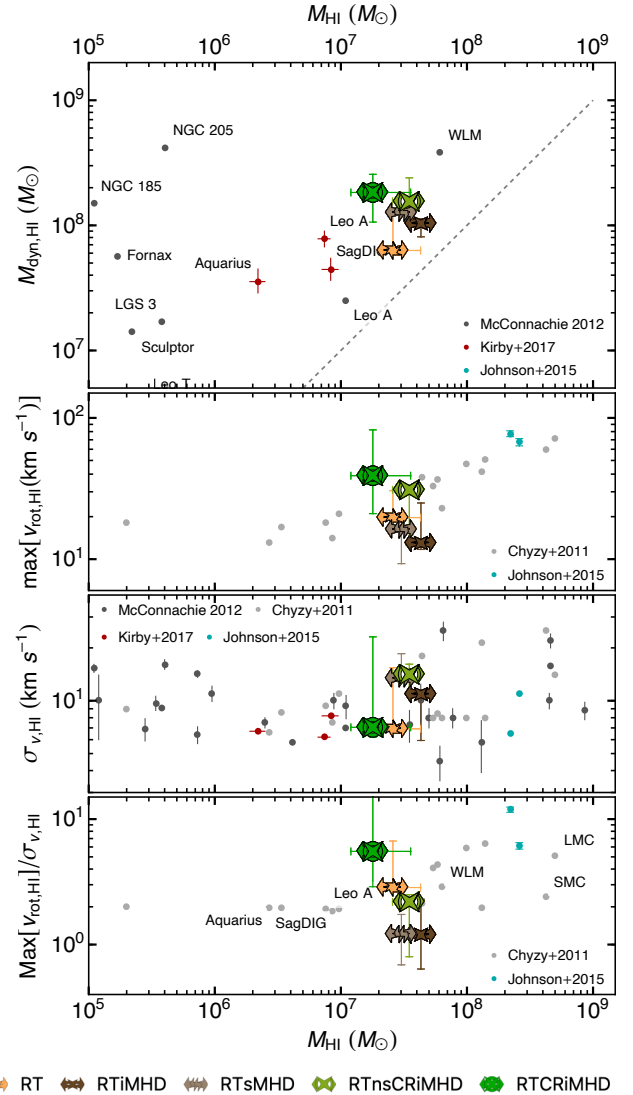 M_HI (M_⊙)
10^5 10^6 10^7 10^8 10^9
10^9
10^8
10^7
M_dyn,HI (M_⊙)
NGC 205
WLM
NGC 185
Leo A
Fornax
SagDI
Aquarius
LGS 3
Leo A
Sculptor
Leo T
McConnachie 2012
Kirby+2017
Johnson+2015
max[v_rot,HI(km s^−1)]
10^2
10^1
Chyzy+2011
Johnson+2015
σ_v,HI (km s^−1)
10^1
McConnachie 2012 Chyzy+2011
Kirby+2017 Johnson+2015
Max[v_rot,HI]/σ_v,HI
10^1
10^0
LMC
WLM
Leo A
SMC
Aquarius
SagDIG
Chyzy+2011
Johnson+2015
10^5 10^6 10^7 10^8 10^9
M_HI (M_⊙)
RT RTiMHD RTsMHD RTnsCRiMHD RTCRiMHD